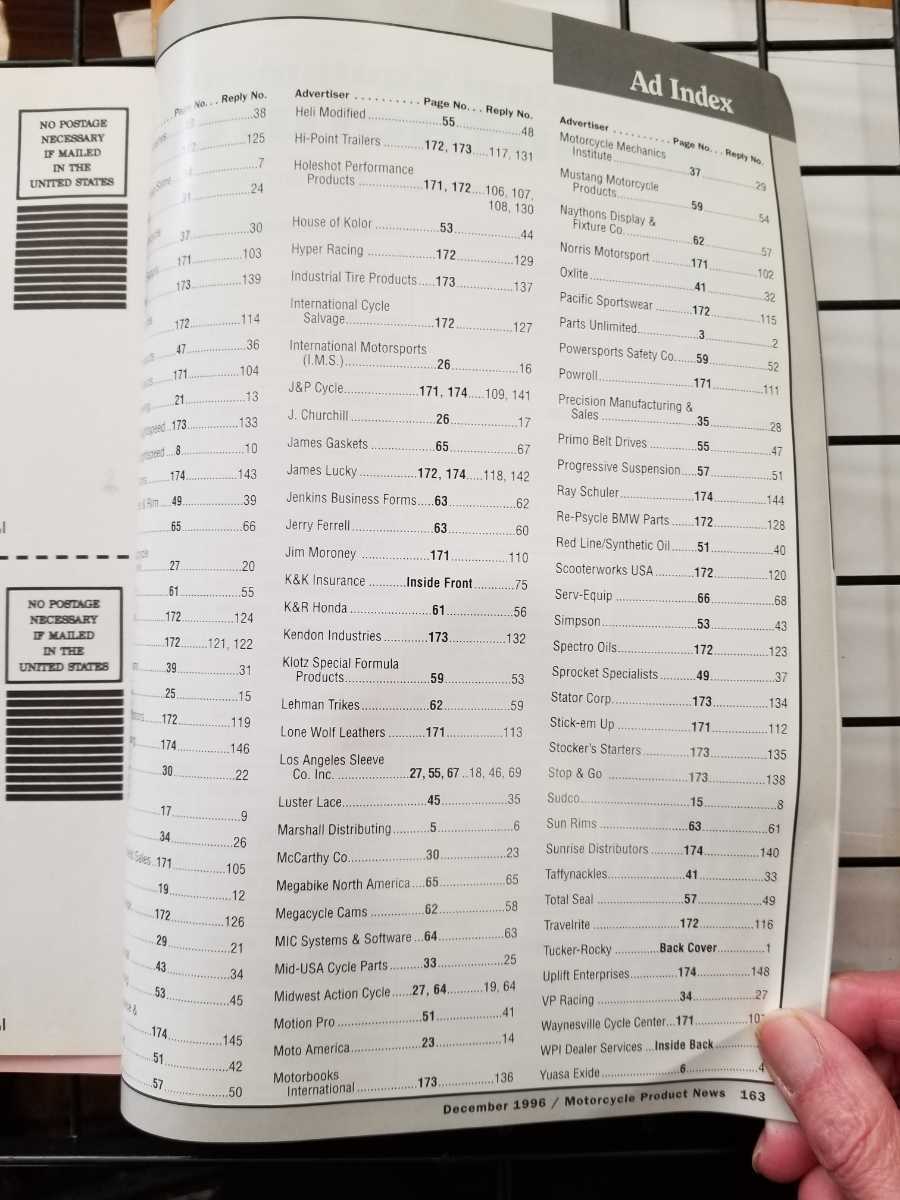 NO POSTAGE
NECESSARY
IF MAILED
IN THE
UNITED STATES
NO POSTAGE
NECESSARY
IF MAILED
IN THE
UNITED STATES
Ad Index
Page No. . . Reply No.
38
125
7
24
37 30
171 103
173 139
172 114
47 36
171 104
21 13
173 133
8 10
174 143
& Rim 49 39
65 66
27 20
61 55
172 124
172 121, 122
39 31
25 15
172 119
174 146
30 22
17 9
34 26
Sales 171 105
19 12
172 126
29 21
43 34
53 45
&
174 145
51 42
57 50
Advertiser . . . . . . . . . . Page No. . . Reply No.
Heli Modified 55 48
Hi-Point Trailers 172, 173 117, 131
Holeshot Performance
Products 171, 172 106, 107,
108, 130
House of Kolor 53 44
Hyper Racing 172 129
Industrial Tire Products 173 137
International Cycle
Salvage 172 127
International Motorsports
(I.M.S.) 26 16
J&P Cycle 171, 174 109, 141
J. Churchill 26 17
James Gaskets 65 67
James Lucky 172, 174 118, 142
Jenkins Business Forms 63 62
Jerry Ferrell 63 60
Jim Moroney 171 110
K&K Insurance Inside Front 75
K&R Honda 61 56
Kendon Industries 173 132
Klotz Special Formula
Products 59 53
Lehman Trikes 62 59
Lone Wolf Leathers 171 113
Los Angeles Sleeve
Co. Inc. 27, 55, 67 18, 46, 69
Luster Lace 45 35
Marshall Distributing 5 6
McCarthy Co. 30 23
Megabike North America 65 65
Megacycle Cams 62 58
MIC Systems & Software 64 63
Mid-USA Cycle Parts 33 25
Midwest Action Cycle 27, 64 19, 64
Motion Pro 51 41
Moto America 23 14
Motorbooks
International 173 136
Advertiser . . . . . . . . . . Page No. . . Reply No.
Motorcycle Mechanics
Institute 37 29
Mustang Motorcycle
Products 59 54
Naythons Display &
Fixture Co. 62 57
Norris Motorsport 171 102
Oxlite 41 32
Pacific Sportswear 172 115
Parts Unlimited 3 2
Powersports Safety Co. 59 52
Powroll 171 111
Precision Manufacturing &
Sales 35 28
Primo Belt Drives 55 47
Progressive Suspension 57 51
Ray Schuler 174 144
Re-Psycle BMW Parts 172 128
Red Line/Synthetic Oil 51 40
Scooterworks USA 172 120
Serv-Equip 66 68
Simpson 53 43
Spectro Oils 172 123
Sprocket Specialists 49 37
Stator Corp. 173 134
Stick-em Up 171 112
Stocker's Starters 173 135
Stop & Go 173 138
Sudco 15 8
Sun Rims 63 61
Sunrise Distributors 174 140
Taffynackles 41 33
Total Seal 57 49
Travelrite 172 116
Tucker-Rocky Back Cover 1
Uplift Enterprises 174 148
VP Racing 34 27
Waynesville Cycle Center 171
WPI Dealer Services Inside Back
Yuasa Exide 6 4
December 1996 / Motorcycle Product News 163